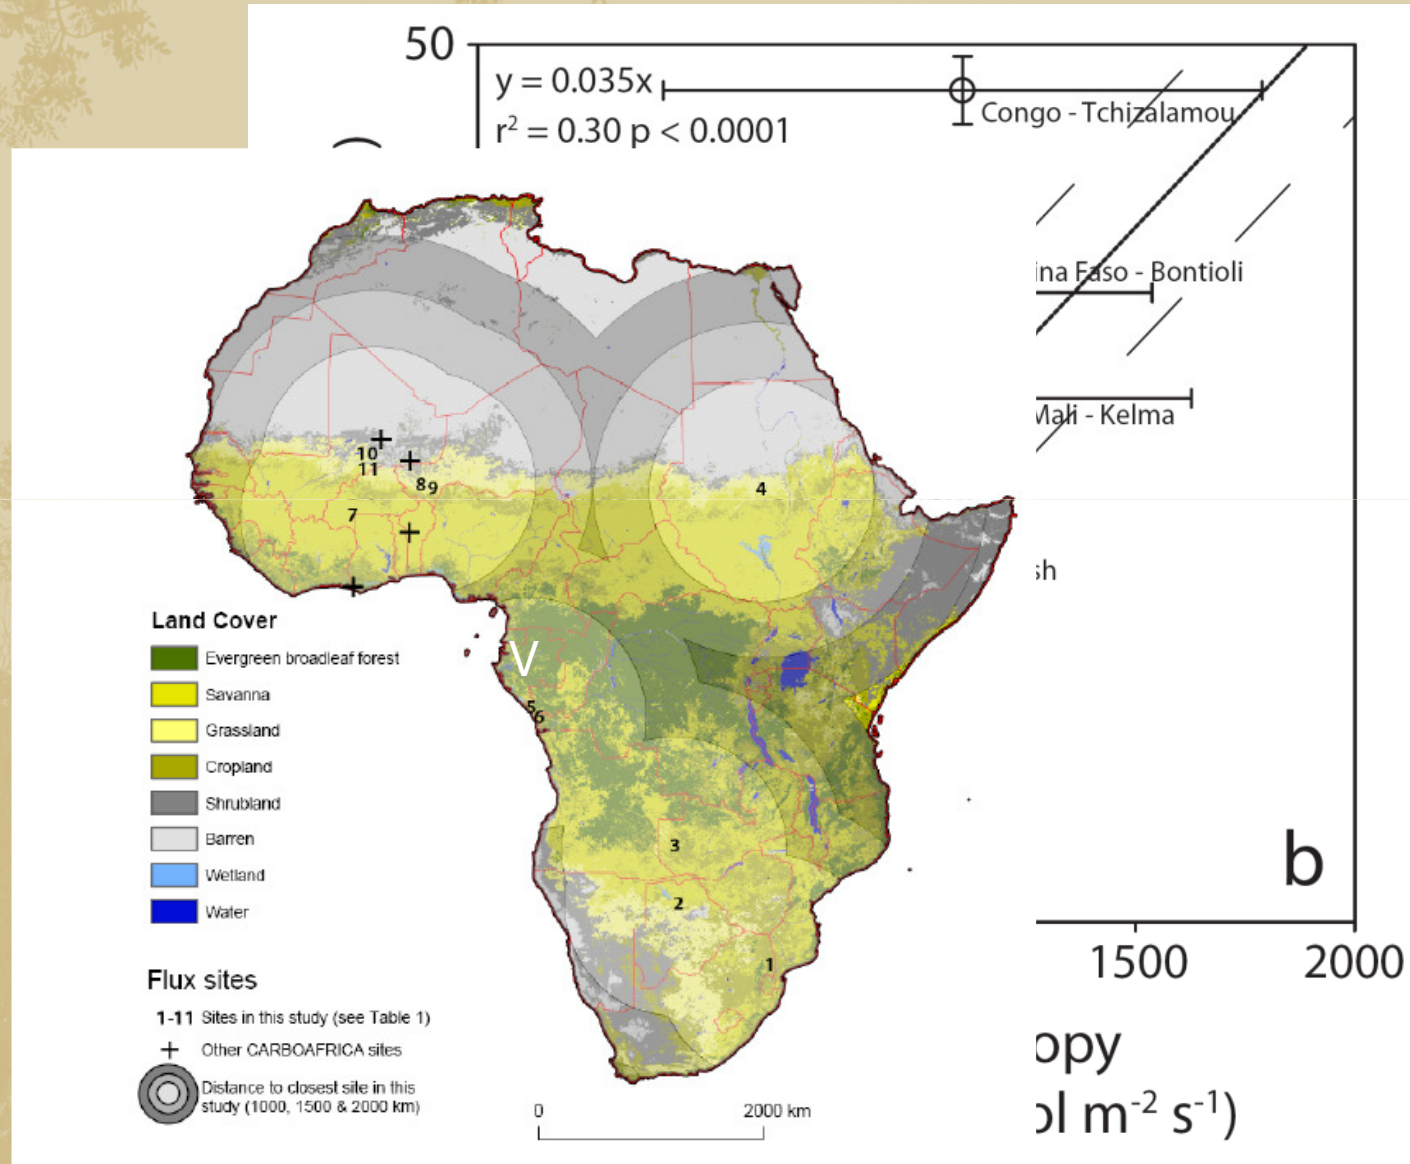 50
y = 0.035x
r² = 0.30 p < 0.0001
Congo - Tchizalamou
ina Faso - Bontioli
Mali - Kelma
sh
b
1500 2000
opy
ol m⁻² s⁻¹)
10
11
8 9
7
4
V
5
6
3
2
1
Land Cover
Evergreen broadleaf forest
Savanna
Grassland
Cropland
Shrubland
Barren
Wetland
Water
Flux sites
1-11 Sites in this study (see Table 1)
+ Other CARBOAFRICA sites
Distance to closest site in this
study (1000, 1500 & 2000 km)
0 2000 km